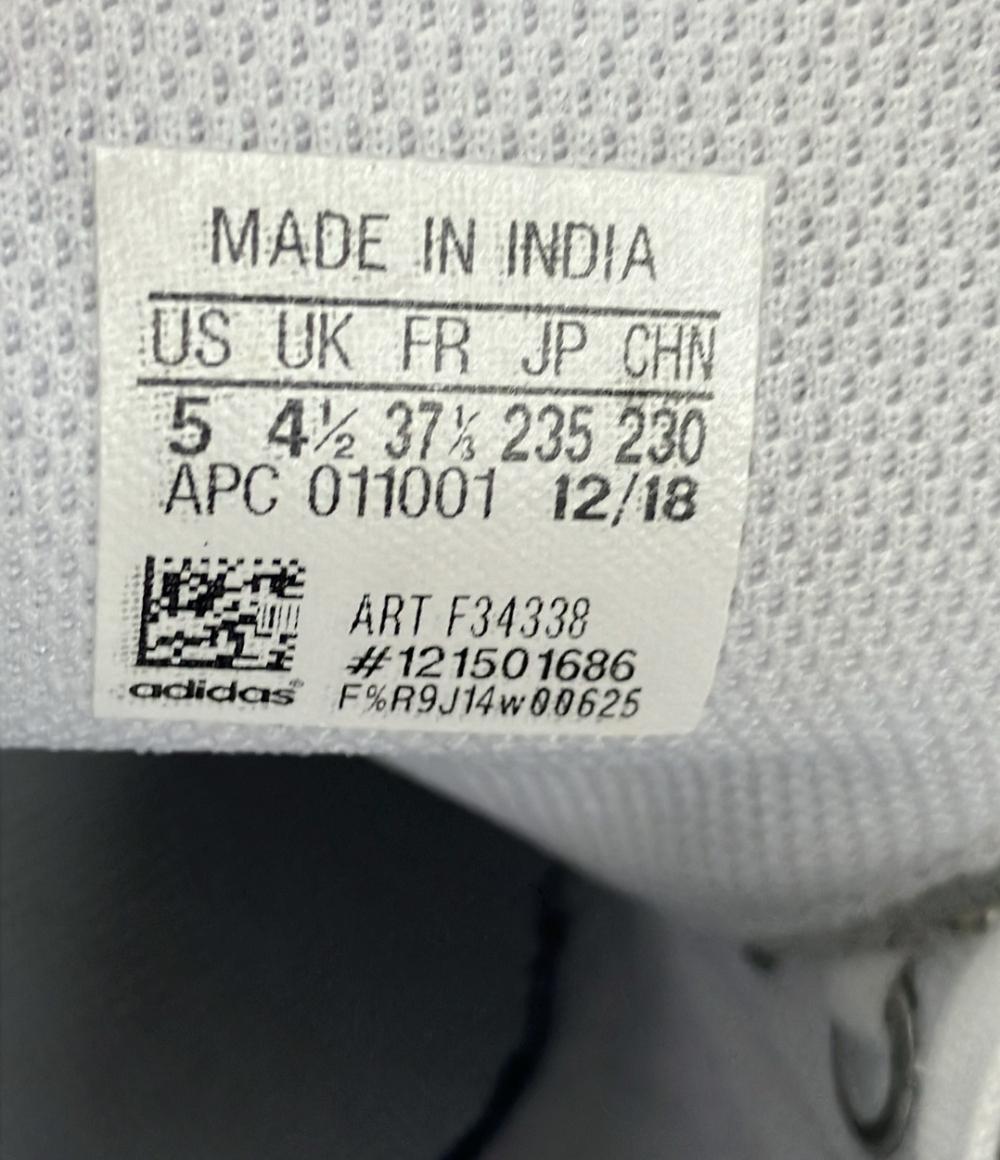 MADE IN INDIA
US UK FR JP CHN
5 4½ 37⅓ 235 230
APC 011001 12/18
ART F34338
#121501686
adidas® F%R9J14w00625